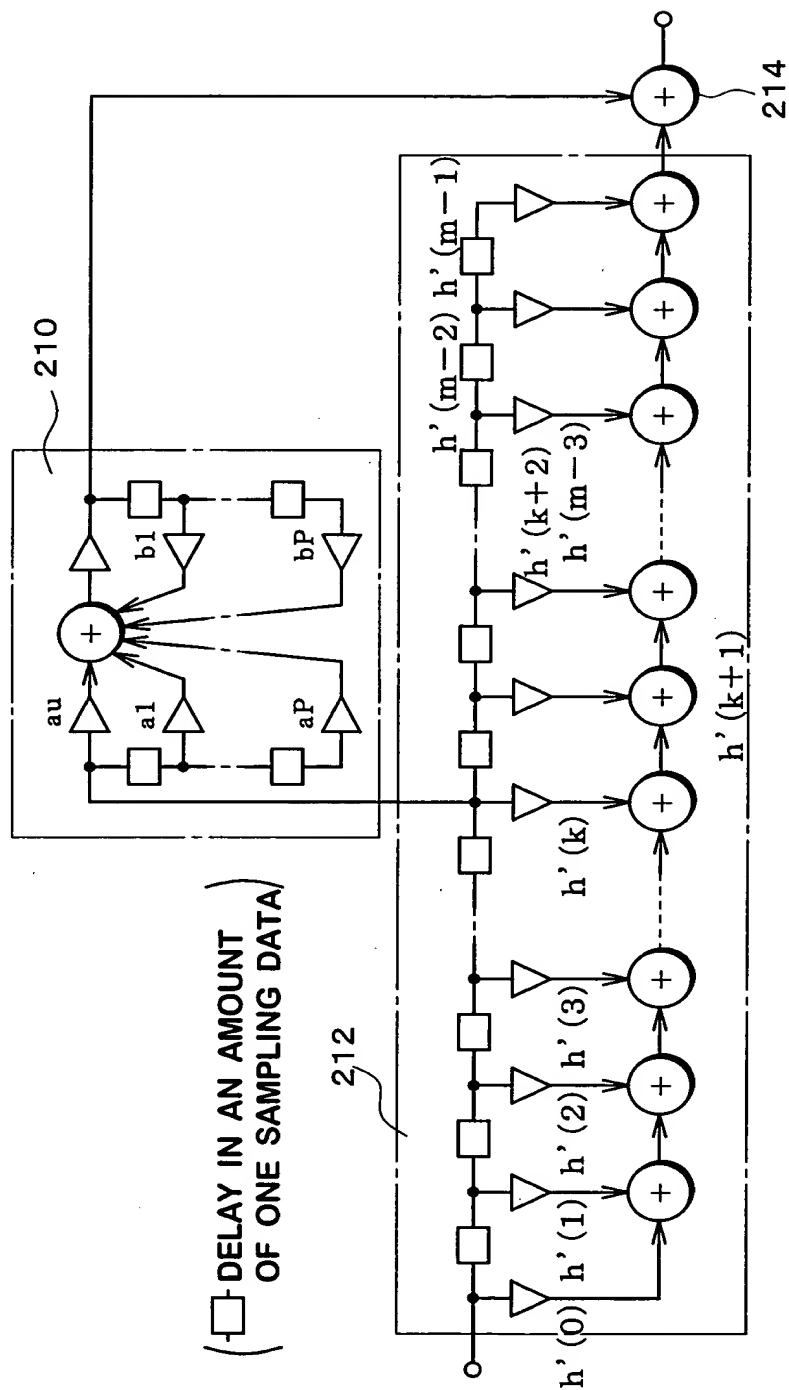 210
au
a1
aP
b1
bP
DELAY IN AN AMOUNT
OF ONE SAMPLING DATA
212
h'(0)
h'(1)
h'(2)
h'(3)
h'(k)
h'(k+1)
h'(k+2)
h'(m-3)
h'(m-2)
h'(m-1)
+
+
+
+
+
+
+
+
+
+
+
214